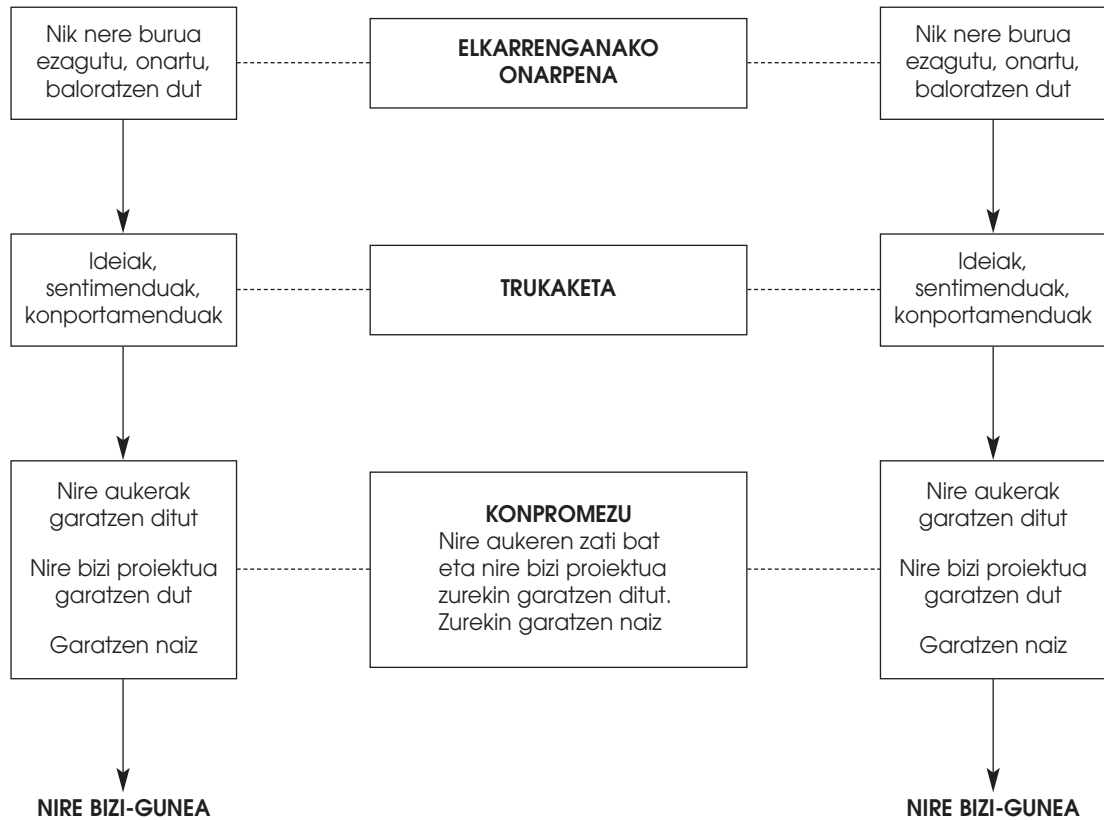 Nik nere burua
ezagutu, onartu,
baloratzen dut
ELKARRENGANAKO
ONARPENA
Nik nere burua
ezagutu, onartu,
baloratzen dut
Ideiak,
sentimenduak,
konportamenduak
TRUKAKETA
Ideiak,
sentimenduak,
konportamenduak
Nire aukerak
garatzen ditut
Nire bizi proiektua
garatzen dut
Garatzen naiz
KONPROMEZU
Nire aukeren zati bat
eta nire bizi proiektua
zurekin garatzen ditut.
Zurekin garatzen naiz
Nire aukerak
garatzen ditut
Nire bizi proiektua
garatzen dut
Garatzen naiz
NIRE BIZI-GUNEA
NIRE BIZI-GUNEA